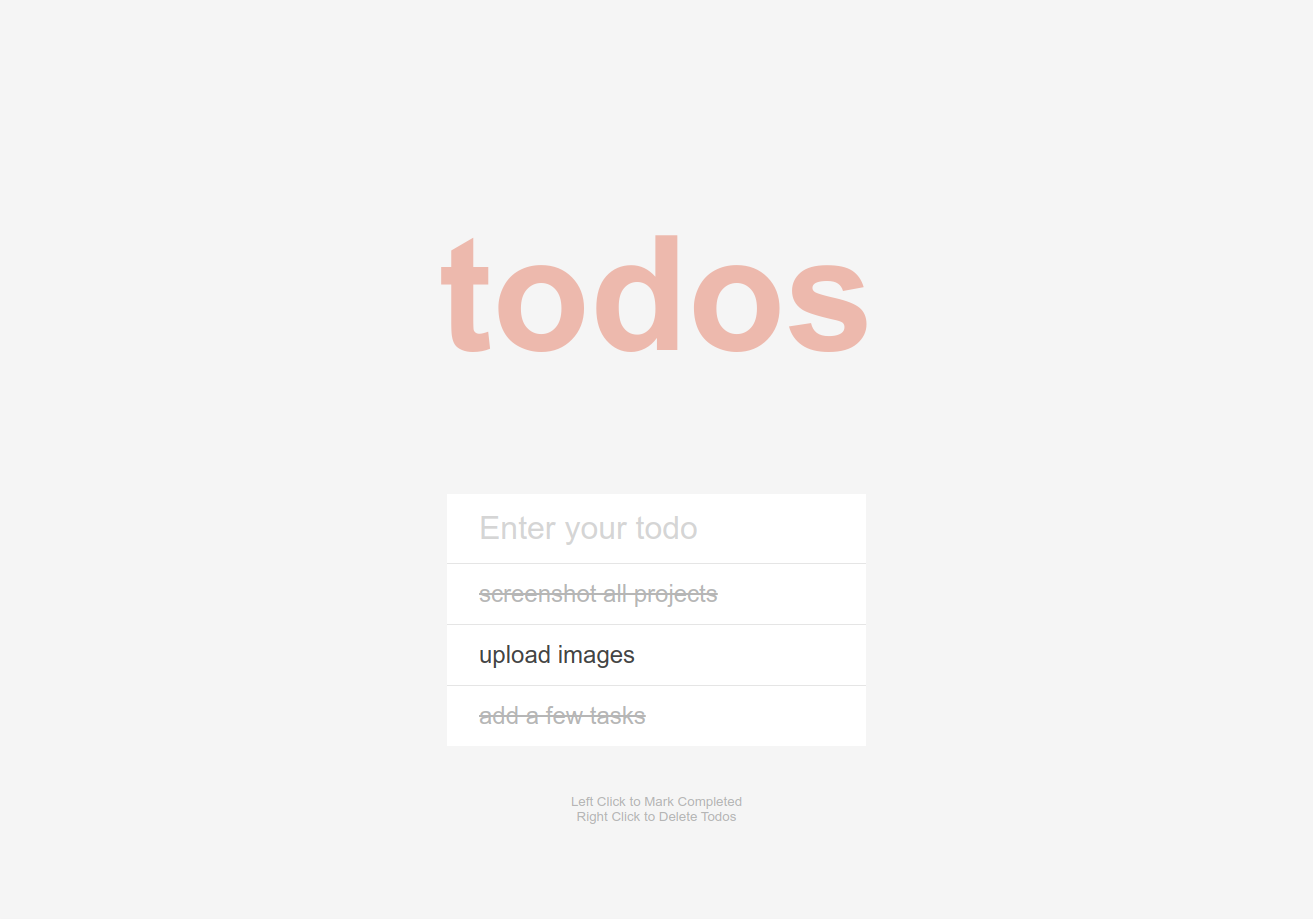 todos
Enter your todo
screenshot all projects
upload images
add a few tasks
Left Click to Mark Completed
Right Click to Delete Todos